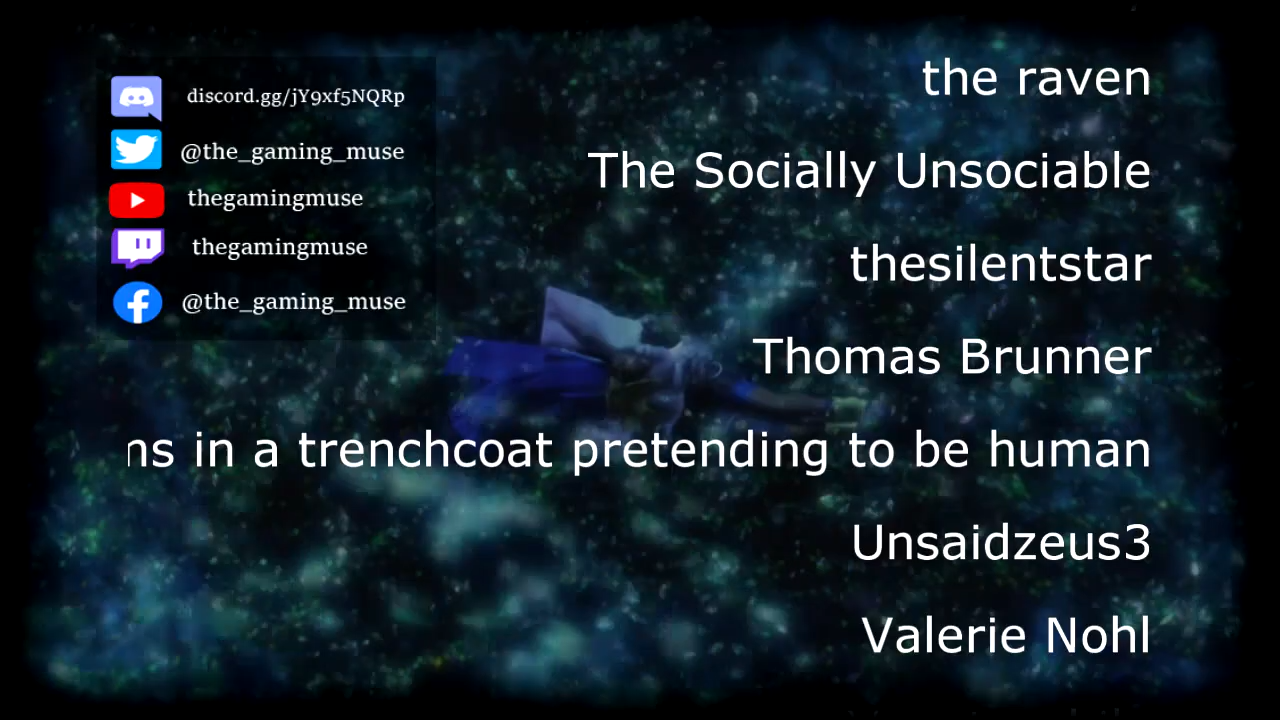 discord.gg/jY9xf5NQRp
@the_gaming_muse
thegamingmuse
thegamingmuse
@the_gaming_muse
the raven
The Socially Unsociable
thesilentstar
Thomas Brunner
ns in a trenchcoat pretending to be human
Unsaidzeus3
Valerie Nohl